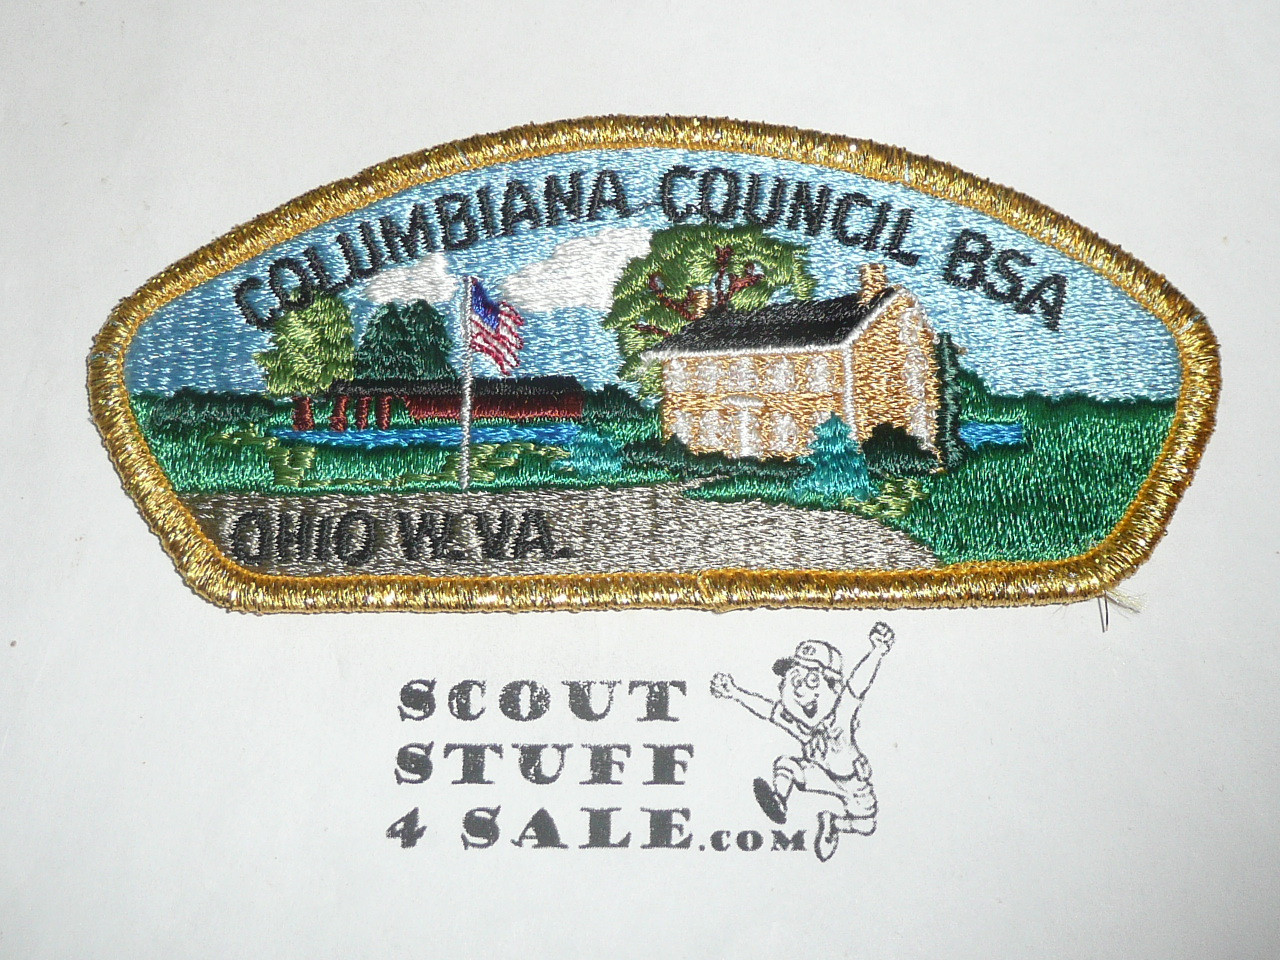 COLUMBIANA COUNCIL BSA
OHIO W. VA.
SCOUT
STUFF
4 SALE.COM